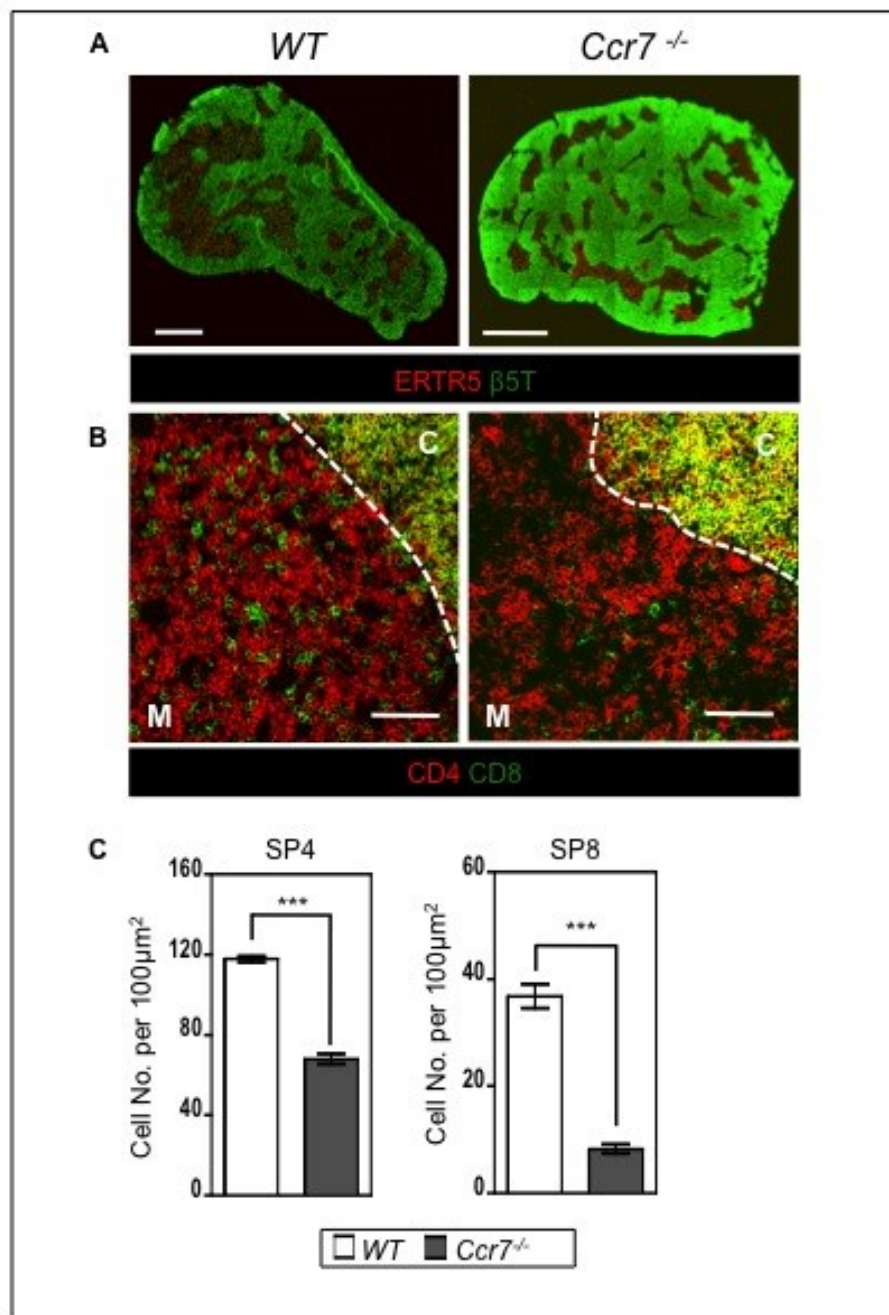 A
WT
Ccr7 -/-
ERTR5 β5T
B
C
C
M
M
CD4 CD8
C
SP4
SP8
Cell No. per 100µm²
160
120
80
40
0
***
Cell No. per 100µm²
60
40
20
0
***
WT Ccr7-/-